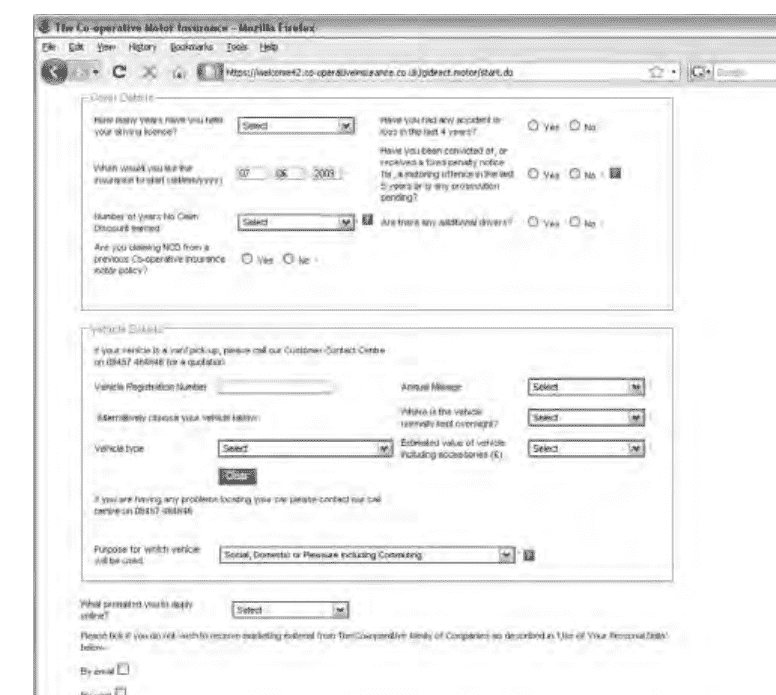 The Co-operative Motor Insurance - Mozilla Firefox
File Edit View History Bookmarks Tools Help
https://welcome42.co-operativeinsurance.co.uk/gidirect.motor/start.do
Google
Cover Details
How many years have you held your driving licence?
Select
Have you had any accident or loss in the last 4 years?
Yes No
When would you like the insurance to start (dd/mm/yyyy)
07 06 2009
Have you been convicted of, or received a fixed penalty notice for, a motoring offence in the last 5 years or is any prosecution pending?
Yes No ?
Number of years No Claim Discount earned
Select ?
Are there any additional drivers?
Yes No
Are you claiming NCD from a previous Co-operative Insurance motor policy?
Yes No
Vehicle Details
If your vehicle is a van/ pick-up, please call our Customer Contact Centre
on 08457 464646 for a quotation
Vehicle Registration Number
Annual Mileage
Select
Alternatively choose your vehicle below:
Where is the vehicle normally kept overnight?
Select
Vehicle type
Select
Estimated value of vehicle including accessories (£)
Select
Clear
If you are having any problems locating your car please contact our call
centre on 08457 464646
Purpose for which vehicle will be used
Social, Domestic or Pleasure including Commuting
?
What prompted you to apply online?
Select
Please tick if you do not wish to receive marketing material from The Co-operative family of Companies as described in 'Use of Your Personal Data'
below.
By email